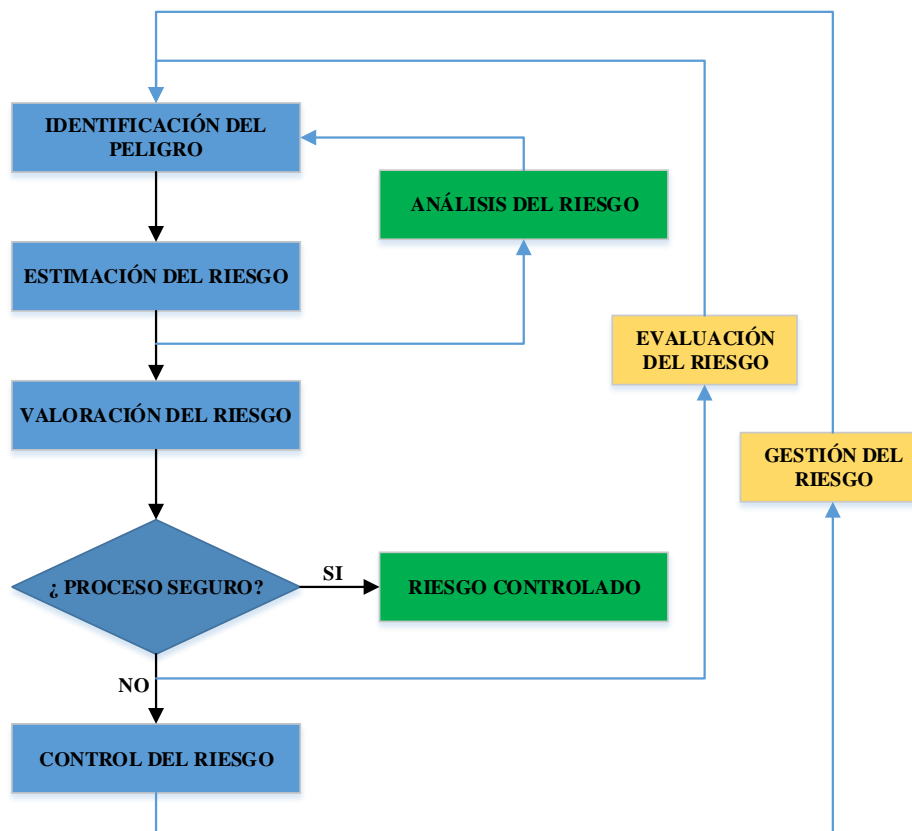 IDENTIFICACIÓN DEL
PELIGRO
ANÁLISIS DEL RIESGO
ESTIMACIÓN DEL RIESGO
EVALUACIÓN
DEL RIESGO
VALORACIÓN DEL RIESGO
GESTIÓN DEL
RIESGO
¿ PROCESO SEGURO?
SI
RIESGO CONTROLADO
NO
CONTROL DEL RIESGO